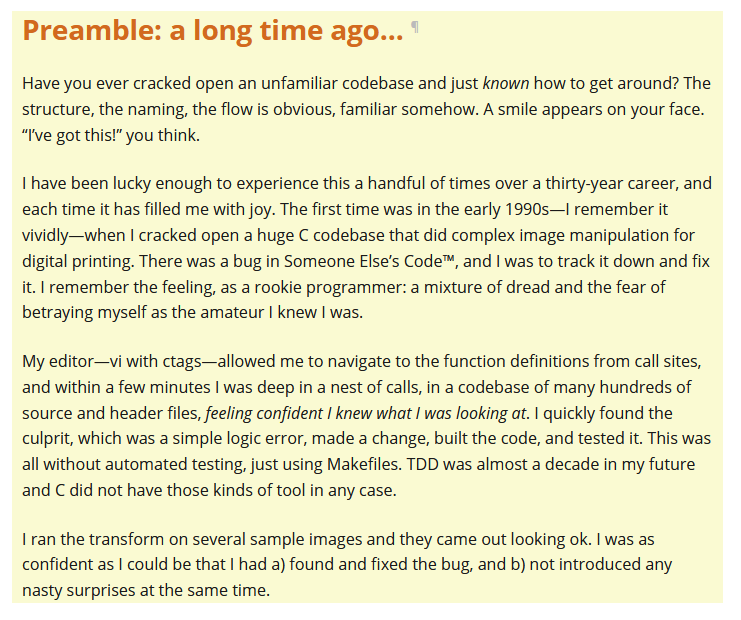 Preamble: a long time ago… ¶
Have you ever cracked open an unfamiliar codebase and just known how to get around? The
structure, the naming, the flow is obvious, familiar somehow. A smile appears on your face.
“I’ve got this!” you think.
I have been lucky enough to experience this a handful of times over a thirty-year career, and
each time it has filled me with joy. The first time was in the early 1990s—I remember it
vividly—when I cracked open a huge C codebase that did complex image manipulation for
digital printing. There was a bug in Someone Else’s Code™, and I was to track it down and fix
it. I remember the feeling, as a rookie programmer: a mixture of dread and the fear of
betraying myself as the amateur I knew I was.
My editor—vi with ctags—allowed me to navigate to the function definitions from call sites,
and within a few minutes I was deep in a nest of calls, in a codebase of many hundreds of
source and header files, feeling confident I knew what I was looking at. I quickly found the
culprit, which was a simple logic error, made a change, built the code, and tested it. This was
all without automated testing, just using Makefiles. TDD was almost a decade in my future
and C did not have those kinds of tool in any case.
I ran the transform on several sample images and they came out looking ok. I was as
confident as I could be that I had a) found and fixed the bug, and b) not introduced any
nasty surprises at the same time.